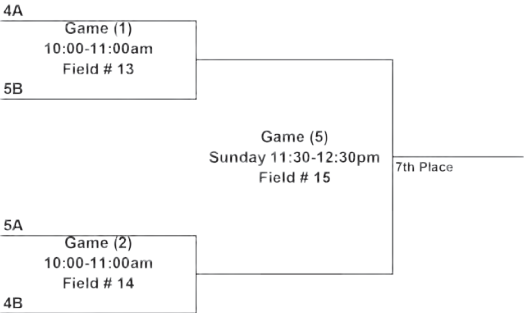 4A
Game (1)
10:00-11:00am
Field # 13
5B
Game (5)
Sunday 11:30-12:30pm
Field # 15
7th Place
5A
Game (2)
10:00-11:00am
Field # 14
4B